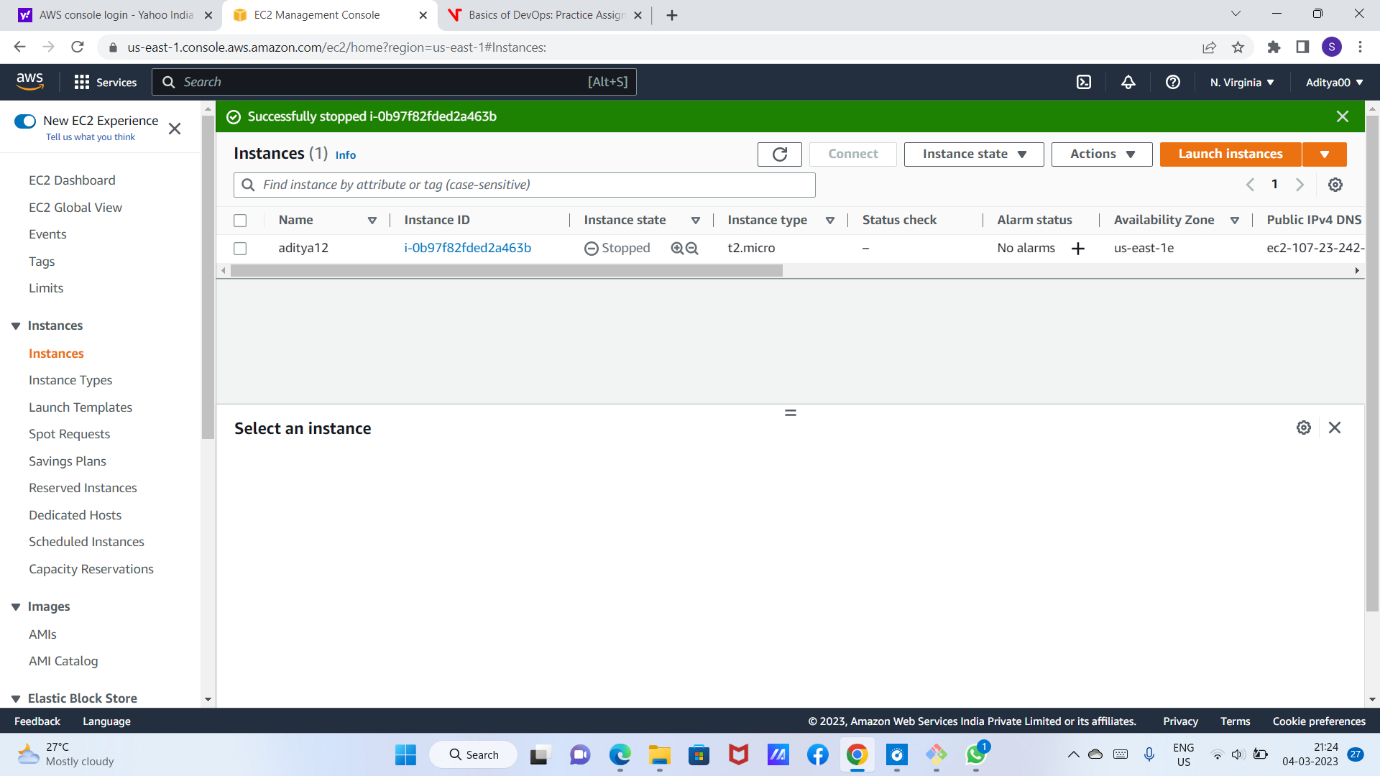 AWS console login - Yahoo India
EC2 Management Console
Basics of DevOps: Practice Assign
us-east-1.console.aws.amazon.com/ec2/home?region=us-east-1#Instances:
S
aws
Services
Search
[Alt+S]
N. Virginia
Aditya00
New EC2 Experience
Tell us what you think
Successfully stopped i-0b97f82fded2a463b
EC2 Dashboard
EC2 Global View
Events
Tags
Limits
Instances
Instances
Instance Types
Launch Templates
Spot Requests
Savings Plans
Reserved Instances
Dedicated Hosts
Scheduled Instances
Capacity Reservations
Images
AMIs
AMI Catalog
Elastic Block Store
Instances (1) Info
Connect
Instance state
Actions
Launch instances
Find instance by attribute or tag (case-sensitive)
1
Name Instance ID Instance state Instance type Status check Alarm status Availability Zone Public IPv4 DNS
aditya12 i-0b97f82fded2a463b Stopped t2.micro – No alarms + us-east-1e ec2-107-23-242-
Select an instance
Feedback Language
© 2023, Amazon Web Services India Private Limited or its affiliates. Privacy Terms Cookie preferences
27°C
Mostly cloudy
Search
1
ENG
US
21:24
04-03-2023
27